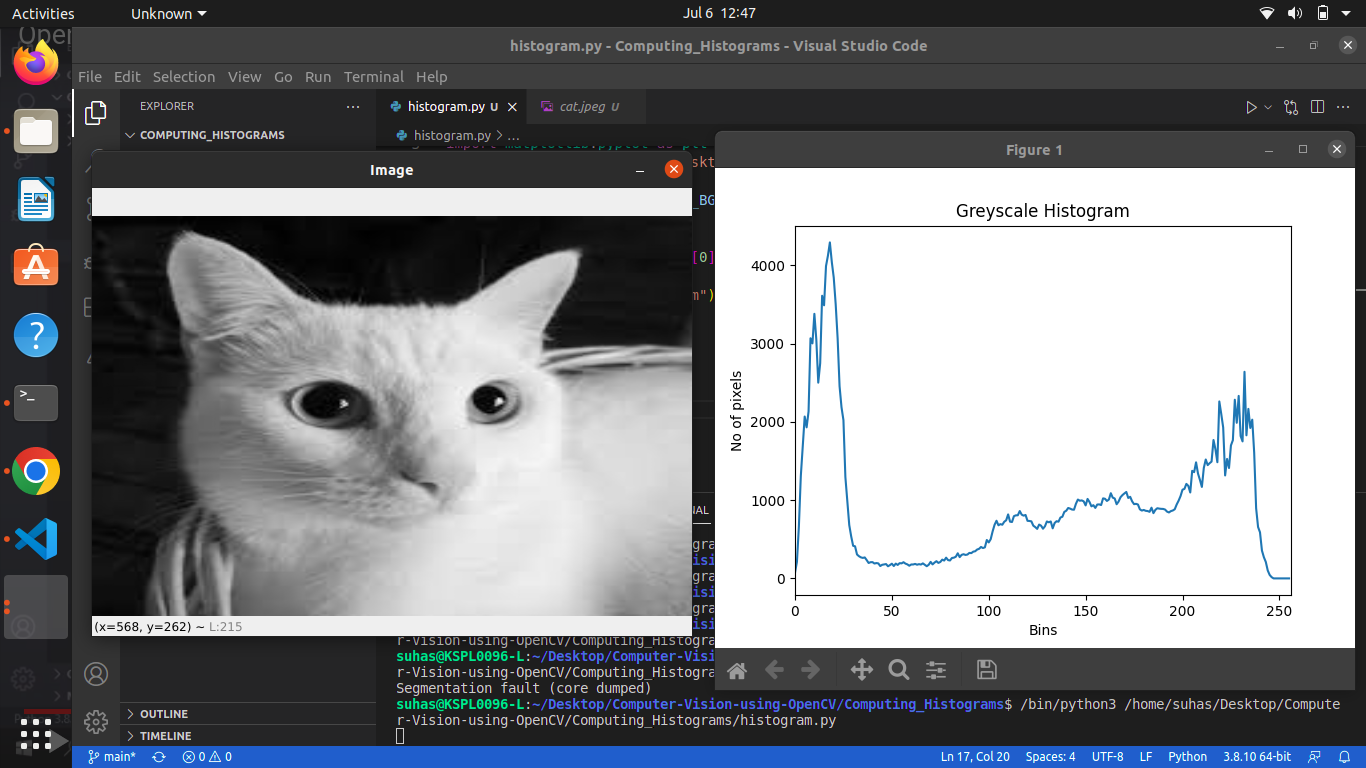 Activities
Unknown
Jul 6 12:47
Open
histogram.py - Computing_Histograms - Visual Studio Code
File Edit Selection View Go Run Terminal Help
EXPLORER
histogram.py U
cat.jpeg U
COMPUTING_HISTOGRAMS
histogram.py > ...
Image
Figure 1
_BG
[0]
m")
Greyscale Histogram
No of pixels
4000
3000
2000
1000
0
0 50 100 150 200 250
Bins
(x=568, y=262) ~ L:215
r-Vision-using-OpenCV/Computing_Histogra
suhas@KSPL0096-L:~/Desktop/Computer-Visi
r-Vision-using-OpenCV/Computing_Histogra
Segmentation fault (core dumped)
suhas@KSPL0096-L:~/Desktop/Computer-Vision-using-OpenCV/Computing_Histograms$ /bin/python3 /home/suhas/Desktop/Compute
r-Vision-using-OpenCV/Computing_Histograms/histogram.py
OUTLINE
TIMELINE
main* 0 0
Ln 17, Col 20 Spaces: 4 UTF-8 LF Python 3.8.10 64-bit